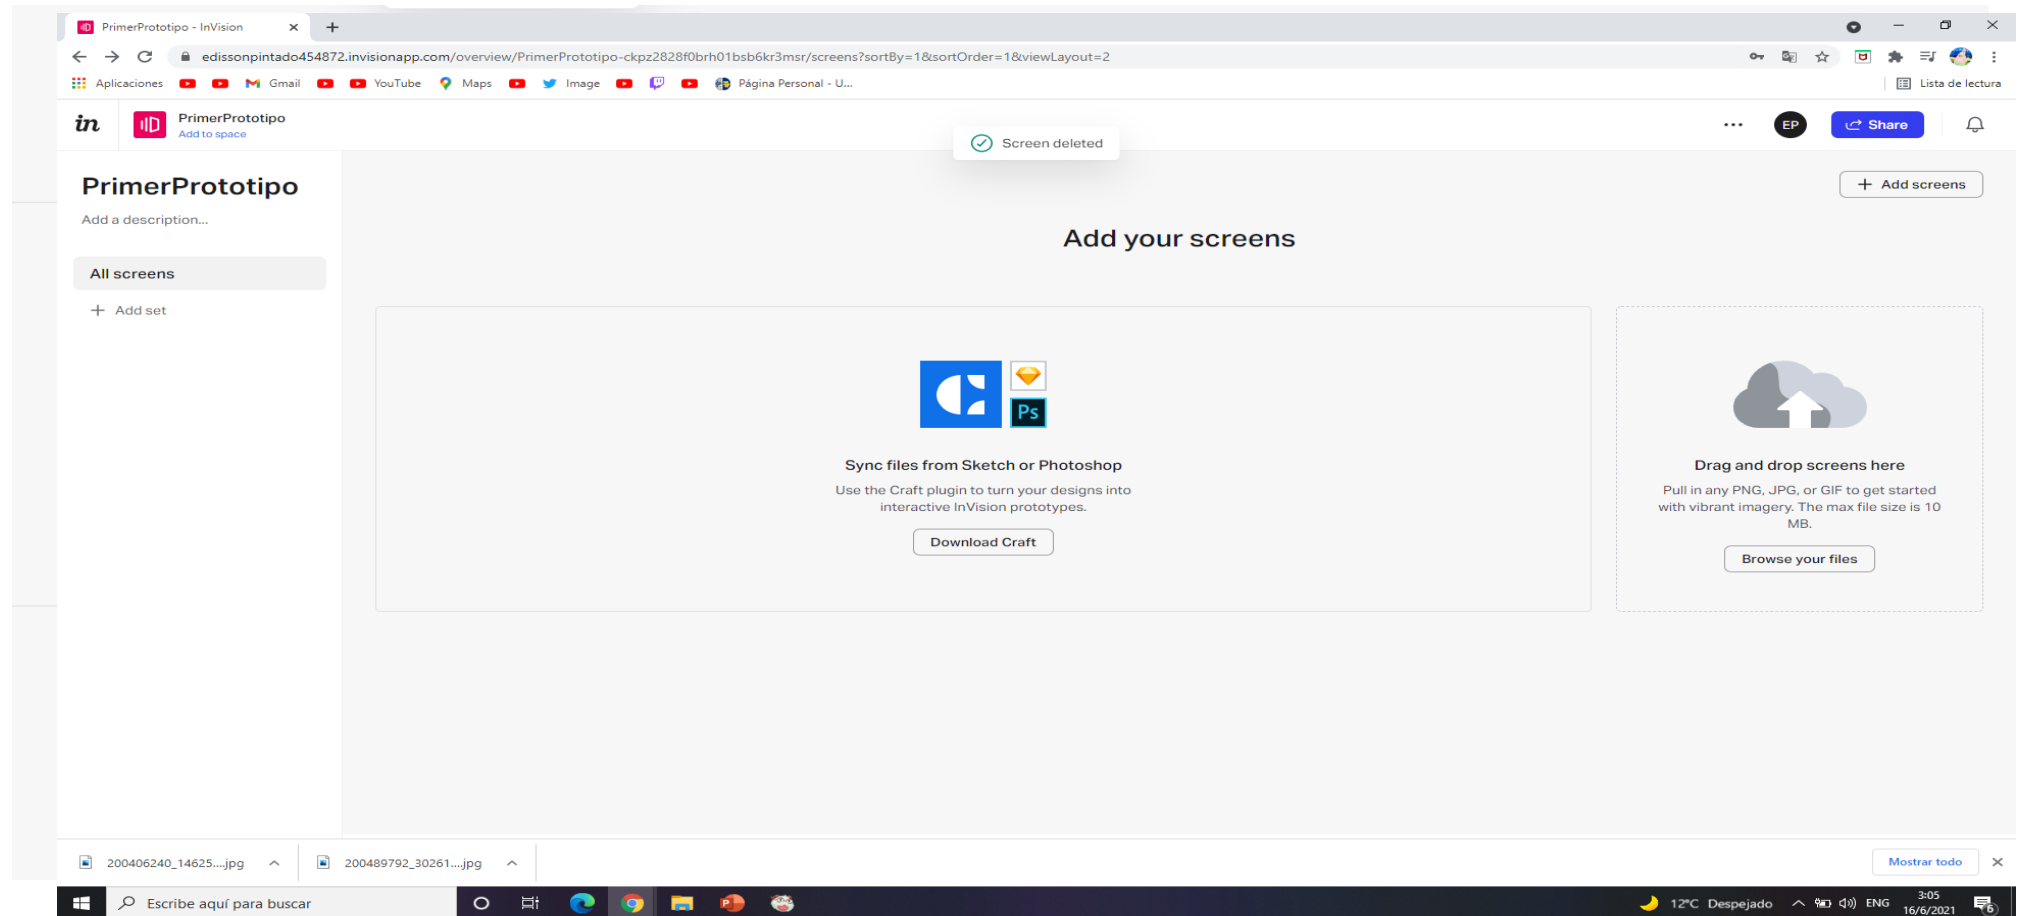 PrimerPrototipo - InVision
edissonpintado454872.invisionapp.com/overview/PrimerPrototipo-ckpz2828f0brh01bsb6kr3msr/screens?sortBy=1&sortOrder=1&viewLayout=2
Aplicaciones Gmail YouTube Maps Image Página Personal - U... Lista de lectura
in PrimerPrototipo
Add to space
EP Share
Screen deleted
PrimerPrototipo
Add a description...
+ Add screens
Add your screens
All screens
+ Add set
Ps
Sync files from Sketch or Photoshop
Use the Craft plugin to turn your designs into
interactive InVision prototypes.
Download Craft
Drag and drop screens here
Pull in any PNG, JPG, or GIF to get started
with vibrant imagery. The max file size is 10
MB.
Browse your files
200406240_14625....jpg 200489792_30261....jpg Mostrar todo
Escribe aquí para buscar 12°C Despejado ENG 3:05
16/6/2021 6